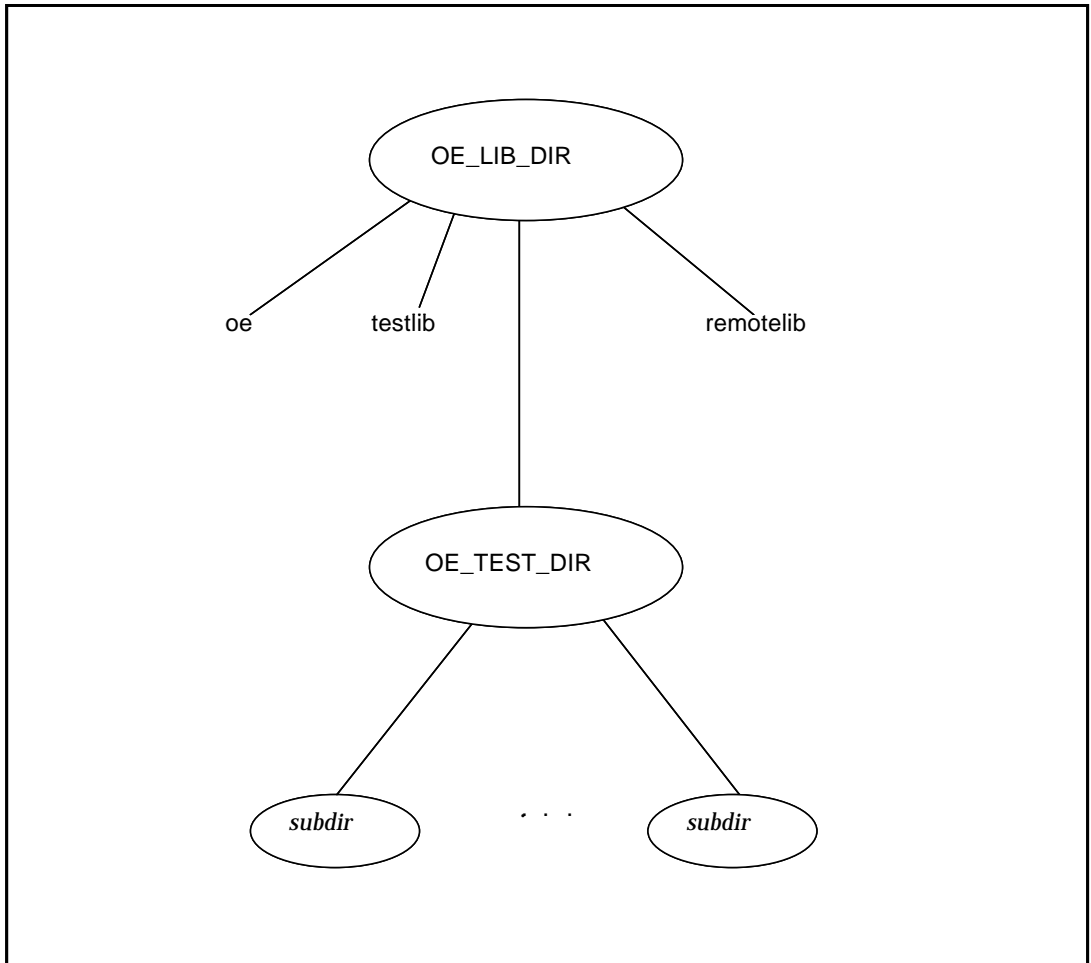 OE_LIB_DIR
oe testlib remotelib
OE_TEST_DIR
subdir . . . subdir